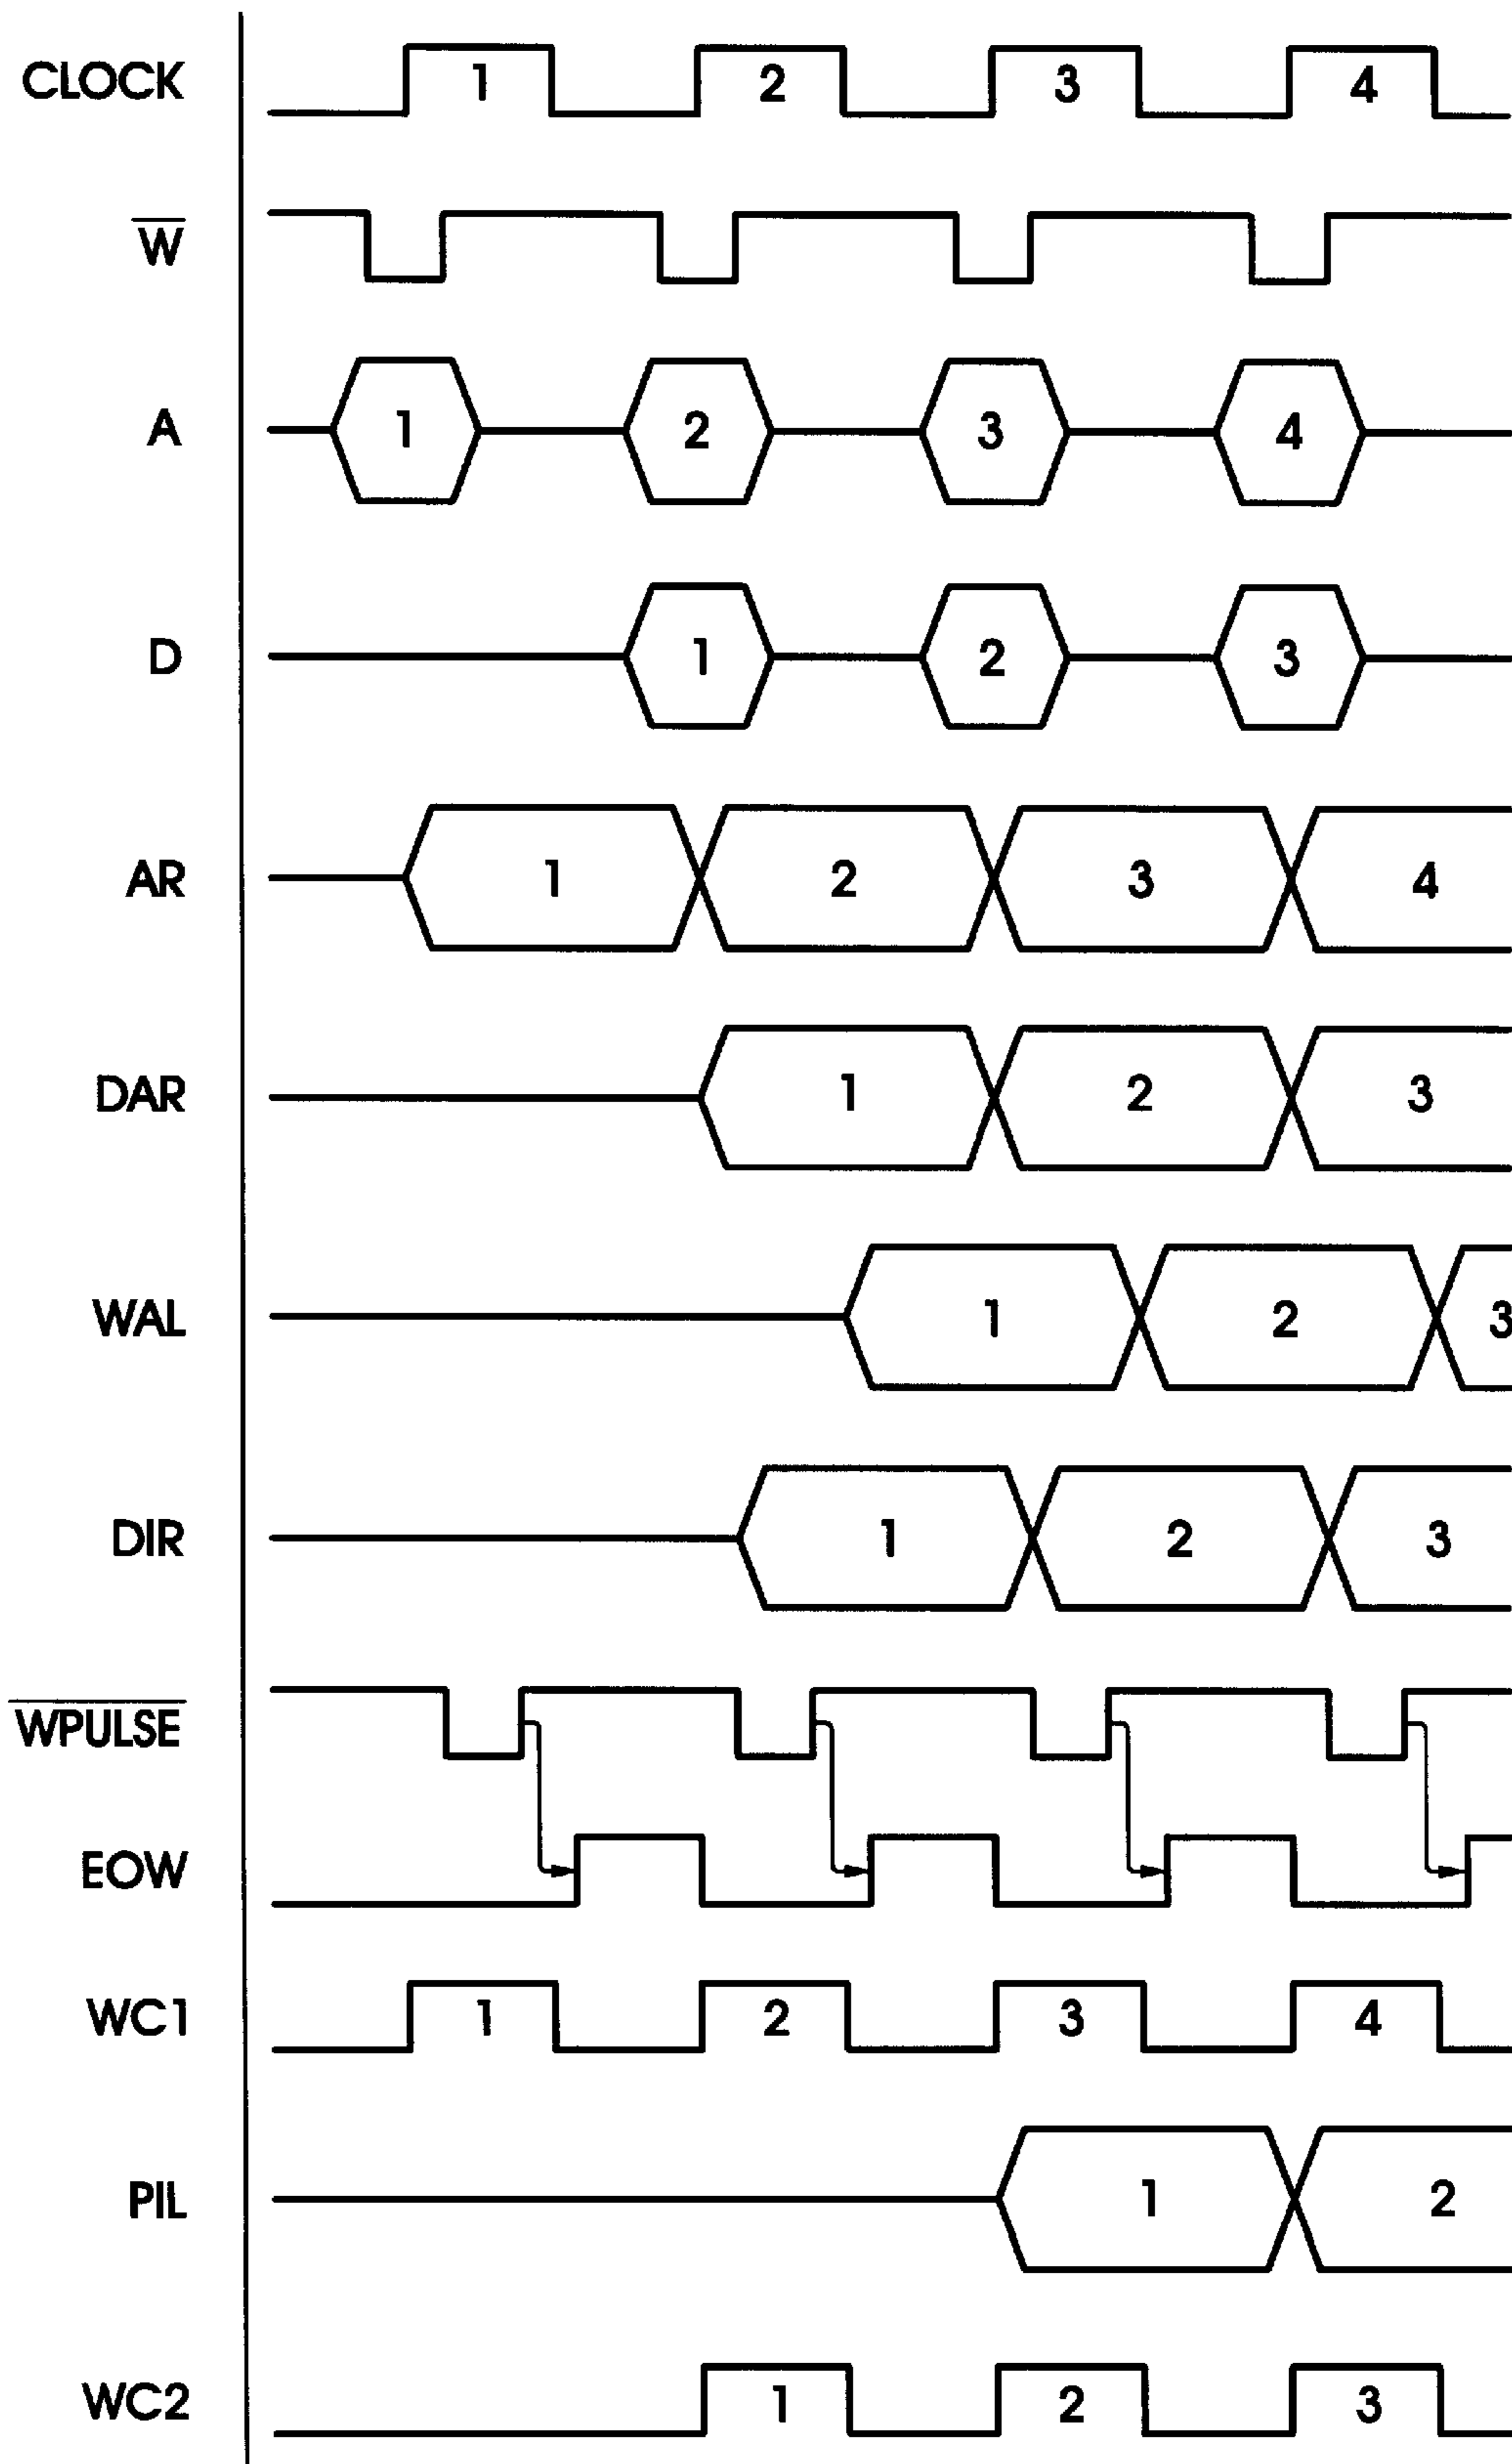 CLOCK 1 2 3 4
W
A 1 2 3 4
D 1 2 3
AR 1 2 3 4
DAR 1 2 3
WAL 1 2 3
DIR 1 2 3
WPULSE
EOW
WC1 1 2 3 4
PIL 1 2
WC2 1 2 3